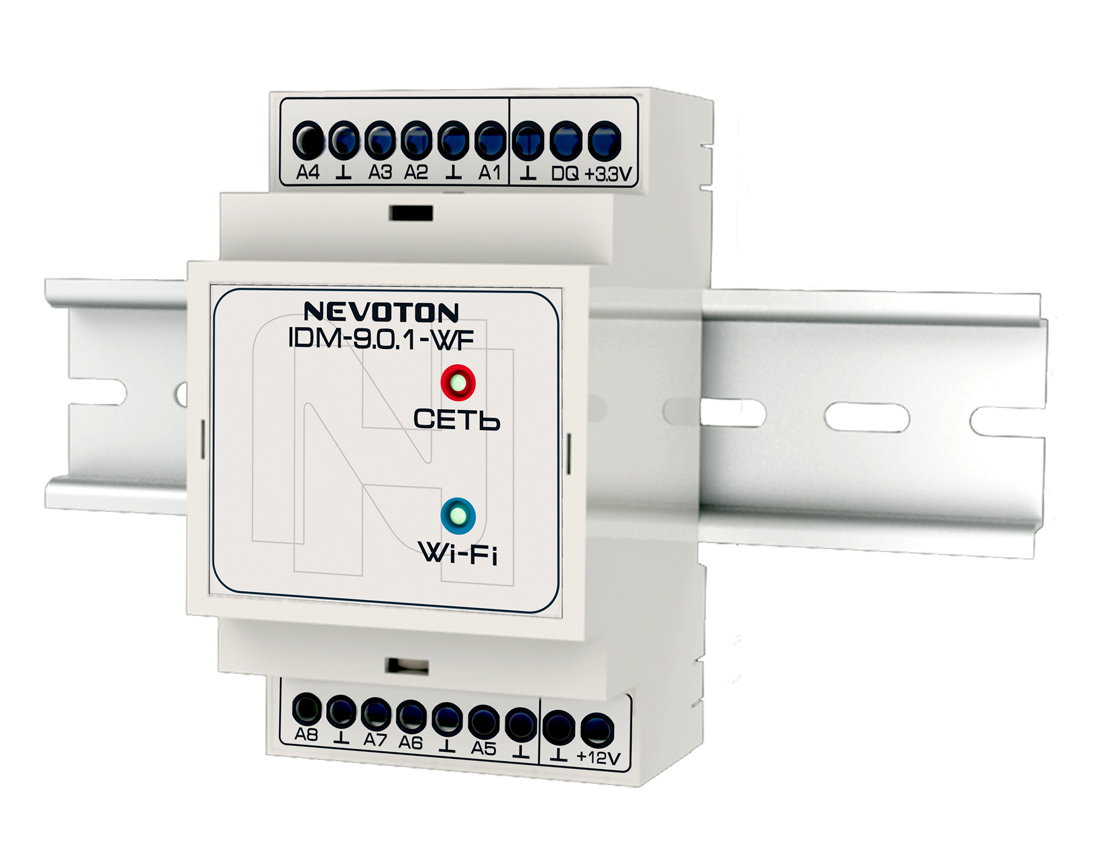 A4 ⊥ A3 A2 ⊥ A1 ⊥ DQ +3.3V
NEVOTON
IDM-9.0.1-WF
СЕТЬ
Wi-Fi
A8 ⊥ A7 A6 ⊥ A5 ⊥ ⊥ +12V